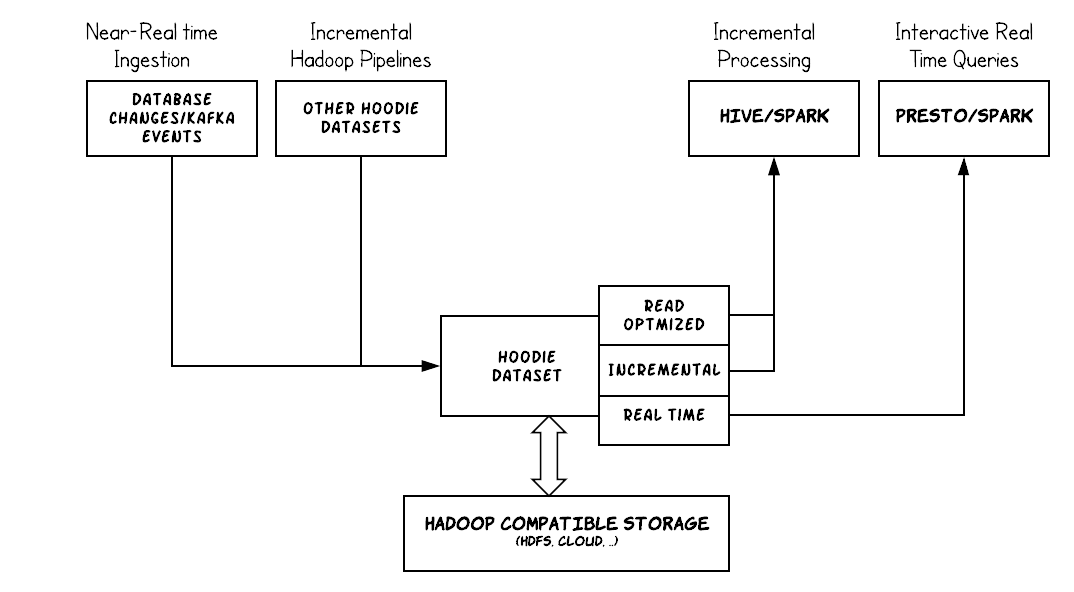 Near-Real time
Ingestion
Incremental
Hadoop Pipelines
Incremental
Processing
Interactive Real
Time Queries
DATABASE
CHANGES/KAFKA
EVENTS
OTHER HOODIE
DATASETS
HIVE/SPARK
PRESTO/SPARK
HOODIE
DATASET
READ
OPTMIZED
INCREMENTAL
REAL TIME
HADOOP COMPATIBLE STORAGE
(HDFS, CLOUD, ..)